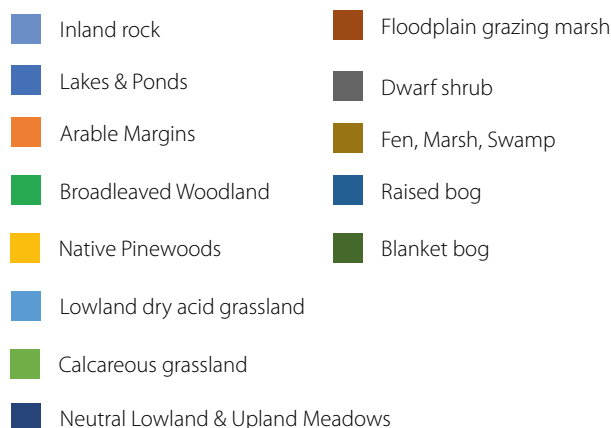 Inland rock
Lakes & Ponds
Arable Margins
Broadleaved Woodland
Native Pinewoods
Lowland dry acid grassland
Calcareous grassland
Neutral Lowland & Upland Meadows
Floodplain grazing marsh
Dwarf shrub
Fen, Marsh, Swamp
Raised bog
Blanket bog